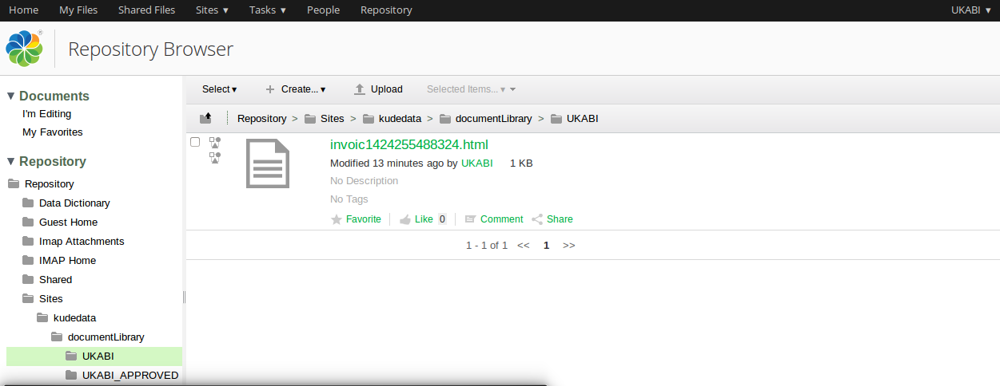 Home My Files Shared Files Sites ▾ Tasks ▾ People Repository UKABI ▾
® Repository Browser
▼ Documents
I'm Editing
My Favorites
▼ Repository
Repository
Data Dictionary
Guest Home
Imap Attachments
IMAP Home
Shared
Sites
kudedata
documentLibrary
UKABI
UKABI_APPROVED
Select ▾ Create... ▾ Upload Selected Items... ▾
Repository > Sites > kudedata > documentLibrary > UKABI
invoic1424255488324.html
Modified 13 minutes ago by UKABI 1 KB
No Description
No Tags
Favorite Like 0 Comment Share
1 - 1 of 1 << 1 >>